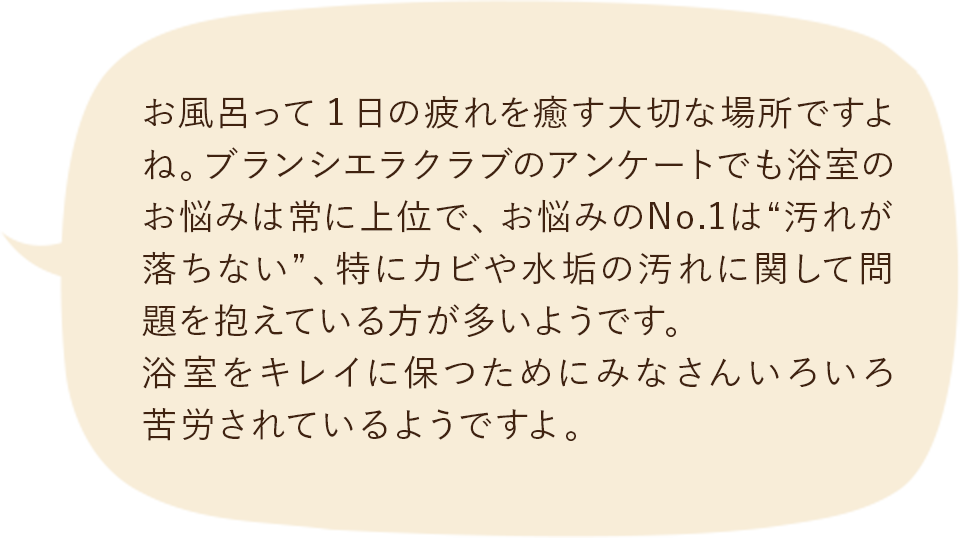 お風呂って1日の疲れを癒す大切な場所ですよ
ね。ブランシエラクラブのアンケートでも浴室の
お悩みは常に上位で、お悩みのNo.1は“汚れが
落ちない”、特にカビや水垢の汚れに関して問
題を抱えている方が多いようです。
浴室をキレイに保つためにみなさんいろいろ
苦労されているようですよ。